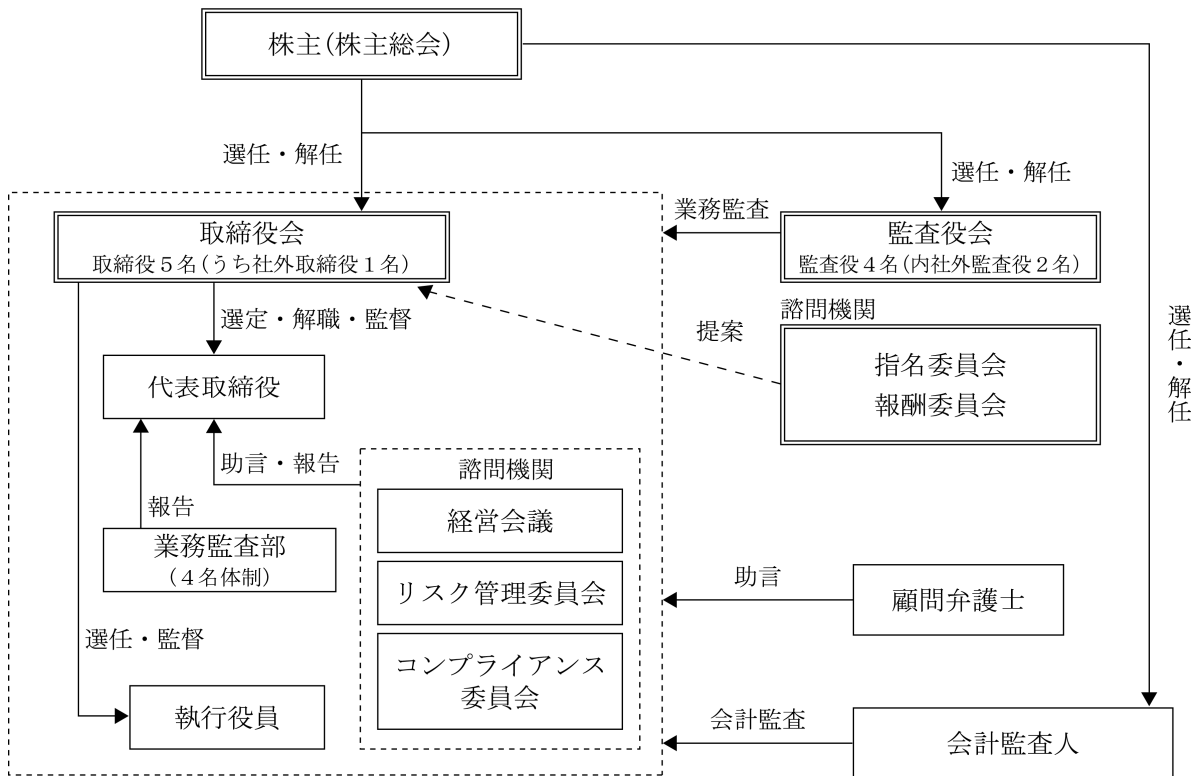 株主(株主総会)
選任・解任
選任・解任
業務監査
取締役会
取締役５名(うち社外取締役１名)
監査役会
監査役４名(内社外監査役２名)
諮問機関
選定・解職・監督
提案
選任・解任
指名委員会
報酬委員会
代表取締役
助言・報告
諮問機関
経営会議
報告
業務監査部
(４名体制)
助言
リスク管理委員会
顧問弁護士
選任・監督
コンプライアンス
委員会
執行役員
会計監査
会計監査人